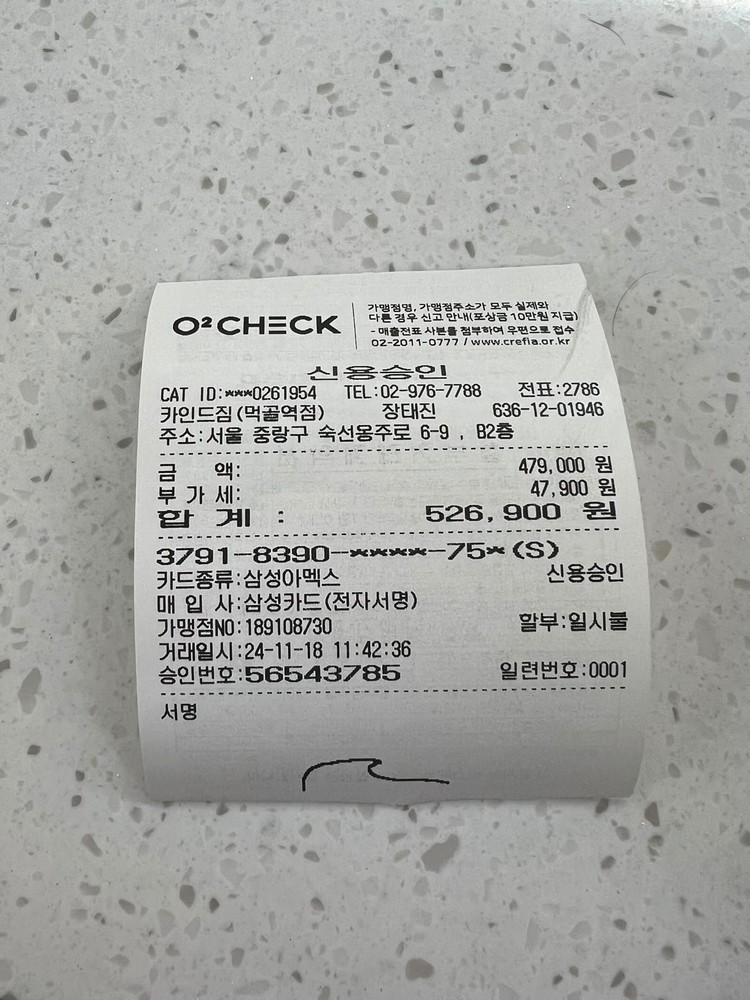 O²CHECK
가맹점명, 가맹점주소가 모두 실제와
다른 경우 신고 안내(포상금 10만원 지급)
- 매출전표 사본를 첨부하여 우편으로 접수
02-2011-0777 / www.crefia.or.kr
신용승인
CAT ID:***0261954 TEL:02-976-7788 전표:2786
카인드짐(먹골역점) 장태진 636-12-01946
주소:서울 중랑구 숙선옹주로 6-9 , B2층
금 액: 479,000 원
부 가 세: 47,900 원
합 계 : 526,900 원
3791-8390-****-75*(S)
카드종류:삼성아멕스 신용승인
매 입 사:삼성카드(전자서명)
가맹점NO:189108730 할부:일시불
거래일시:24-11-18 11:42:36
승인번호:56543785 일련번호:0001
서명